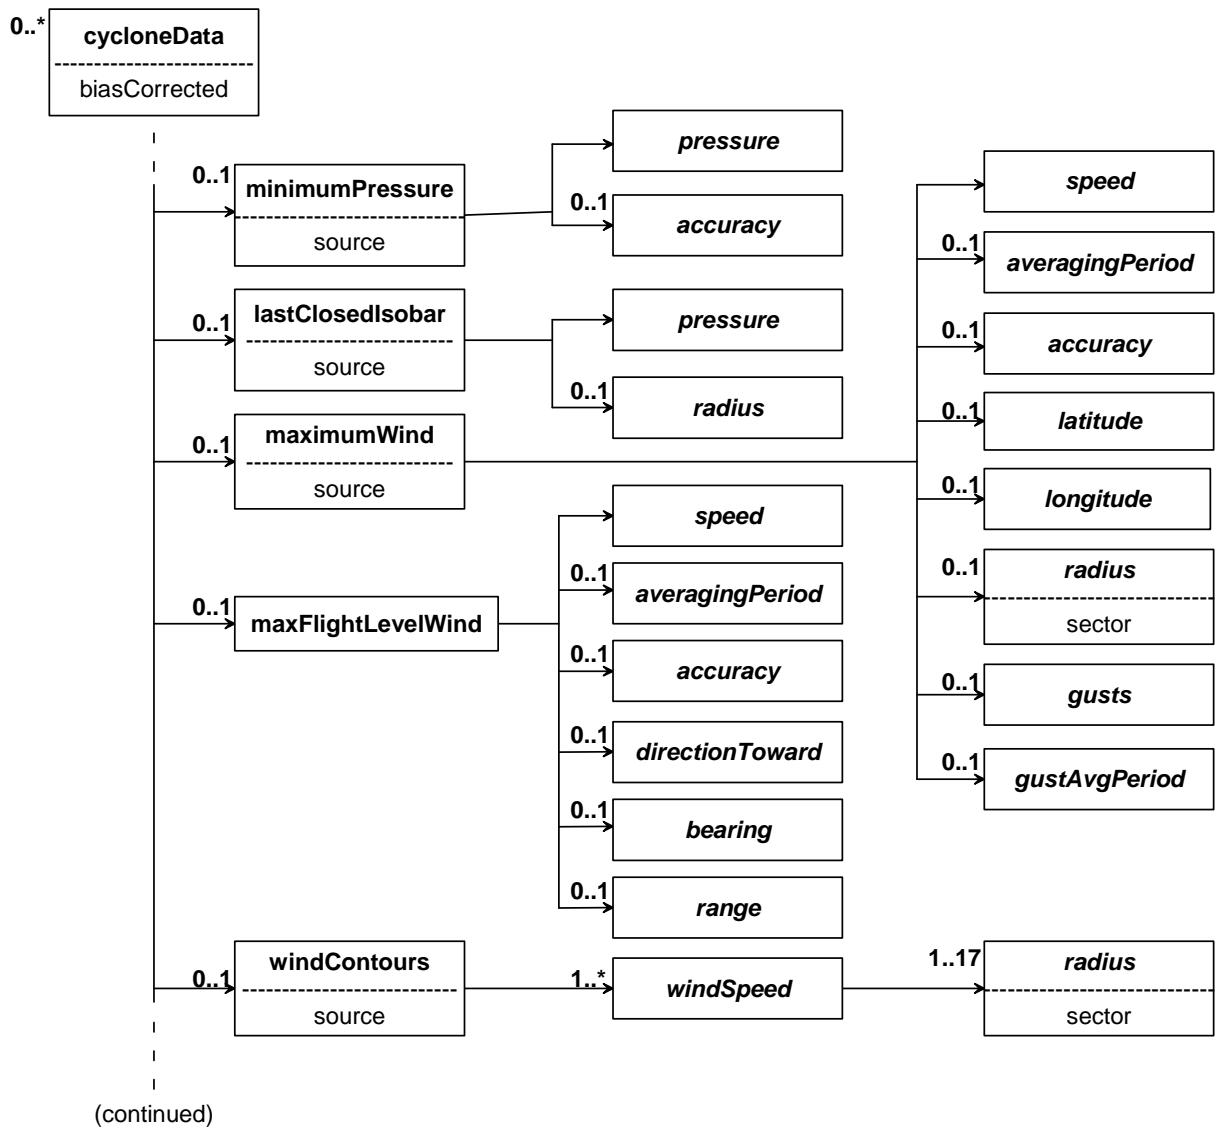 0..*
cycloneData
biasCorrected
0..1
minimumPressure
source
pressure
0..1
accuracy
0..1
lastClosedIsobar
source
pressure
0..1
radius
0..1
maximumWind
source
speed
0..1
averagingPeriod
0..1
accuracy
0..1
latitude
0..1
longitude
0..1
radius
sector
0..1
gusts
0..1
gustAvgPeriod
0..1
maxFlightLevelWind
speed
0..1
averagingPeriod
0..1
accuracy
0..1
directionToward
0..1
bearing
0..1
range
0..1
windContours
source
1..*
windSpeed
1..17
radius
sector
(continued)